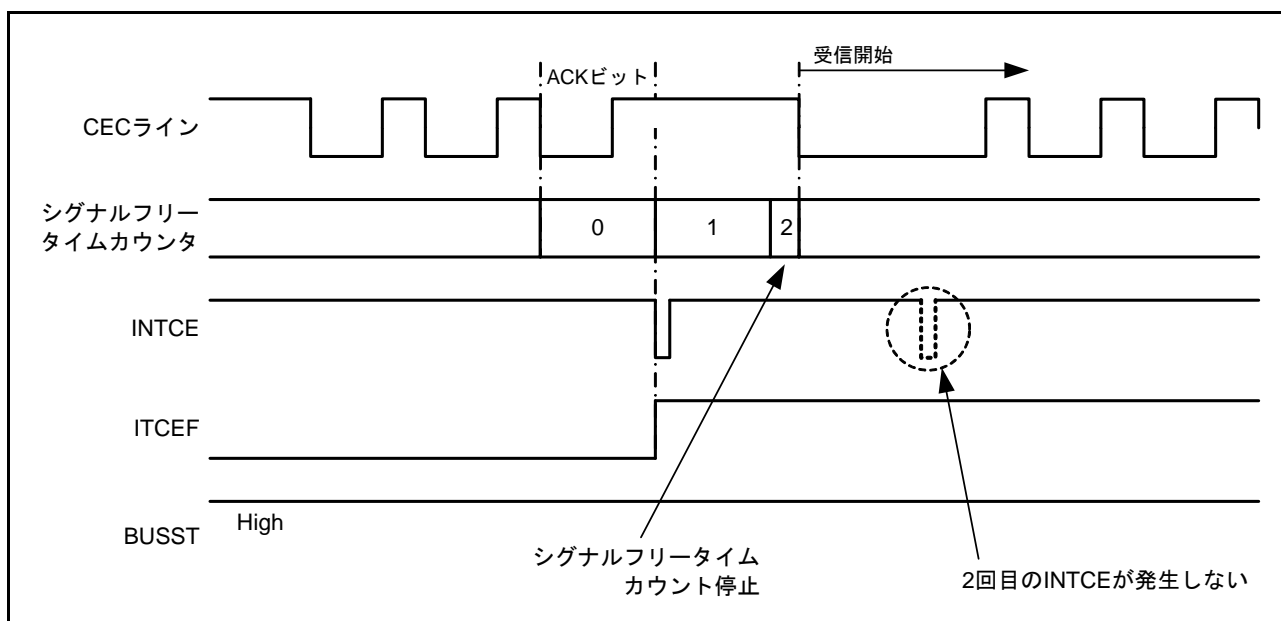 受信開始
ACKビット
CECライン
シグナルフリー
タイムカウンタ
0
1
2
INTCE
ITCEF
BUSST
High
シグナルフリータイム
カウント停止
2回目のINTCEが発生しない